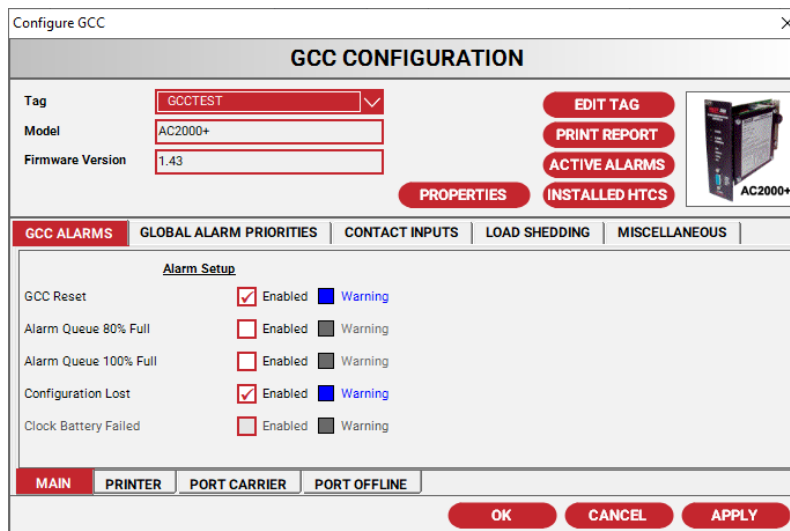 Configure GCC
GCC CONFIGURATION
Tag GCCTEST
Model AC2000+
Firmware Version 1.43
EDIT TAG
PRINT REPORT
ACTIVE ALARMS
PROPERTIES INSTALLED HTCS
AC2000+
GCC ALARMS GLOBAL ALARM PRIORITIES CONTACT INPUTS LOAD SHEDDING MISCELLANEOUS
Alarm Setup
GCC Reset Enabled Warning
Alarm Queue 80% Full Enabled Warning
Alarm Queue 100% Full Enabled Warning
Configuration Lost Enabled Warning
Clock Battery Failed Enabled Warning
MAIN PRINTER PORT CARRIER PORT OFFLINE
OK CANCEL APPLY